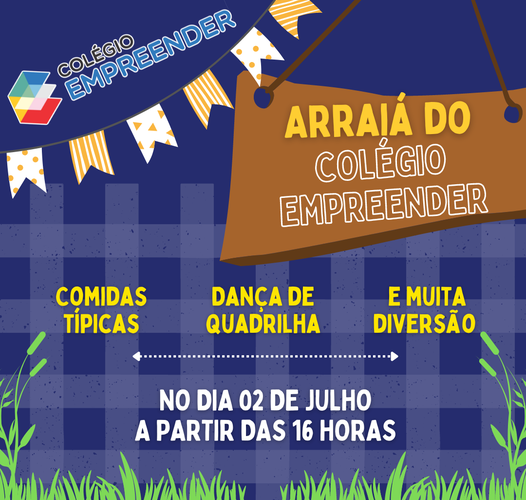 COLÉGIO
EMPREENDER
ARRAIÁ DO
COLÉGIO
EMPREENDER
COMIDAS
TÍPICAS
DANÇA DE
QUADRILHA
E MUITA
DIVERSÃO
NO DIA 02 DE JULHO
A PARTIR DAS 16 HORAS